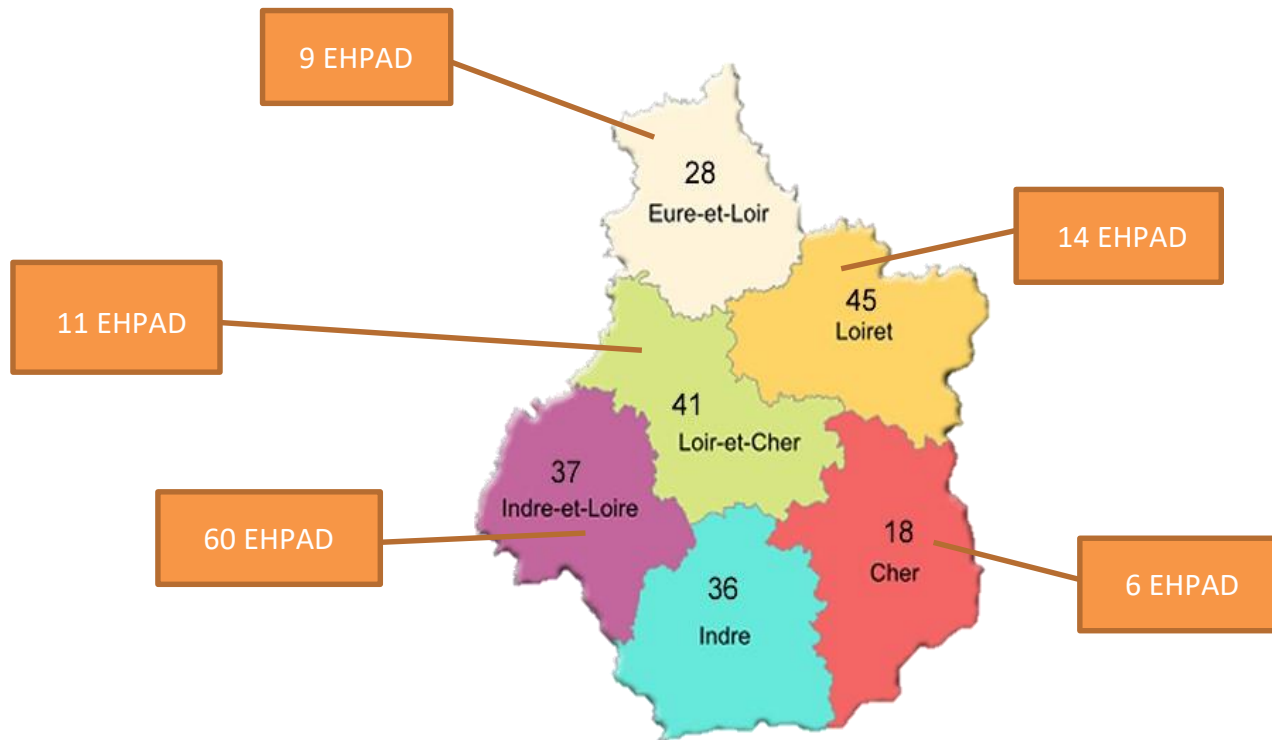 9 EHPAD
28
Eure-et-Loir
14 EHPAD
11 EHPAD
45
Loiret
41
Loir-et-Cher
37
Indre-et-Loire
60 EHPAD
18
Cher
6 EHPAD
36
Indre